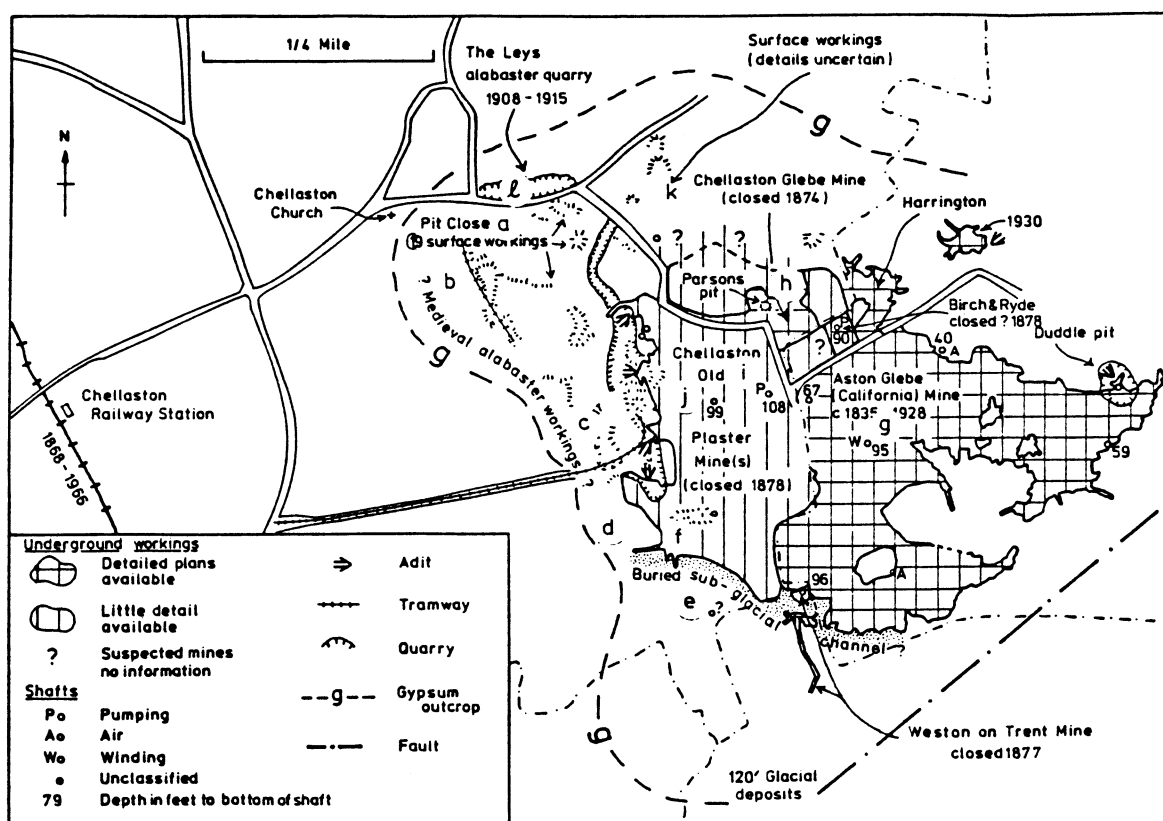 1/4 Mile
The Leys
alabaster quarry
1908 - 1915
Surface workings
(details uncertain)
g
N
Chellaston
Church
l
k
Chellaston Glebe Mine
(closed 1874)
Harrington
1930
Pit Close a
19 surface workings
b
? Medieval alabaster workings
g
? ?
Parsons
pit
h
P
90
?
Birch & Ryde
closed ? 1878
40
A
Duddle pit
Chellaston
Railway Station
1868 - 1966
Chellaston
Old i
j
99
P
108
67
Aston Glebe
(California) Mine
c 1835 - 1928
g
W 95
59
c
Plaster
Mine(s)
(closed 1878)
d
f
A
96
Buried sub-glacial channel ?
e
?
g
Weston on Trent Mine
closed 1877
120' Glacial
deposits
Underground workings
Detailed plans
available
Little detail
available
?
Suspected mines
no information
Shafts
Po Pumping
Ao Air
Wo Winding
Unclassified
79 Depth in feet to bottom of shaft
Adit
Tramway
Quarry
g
Gypsum
outcrop
Fault